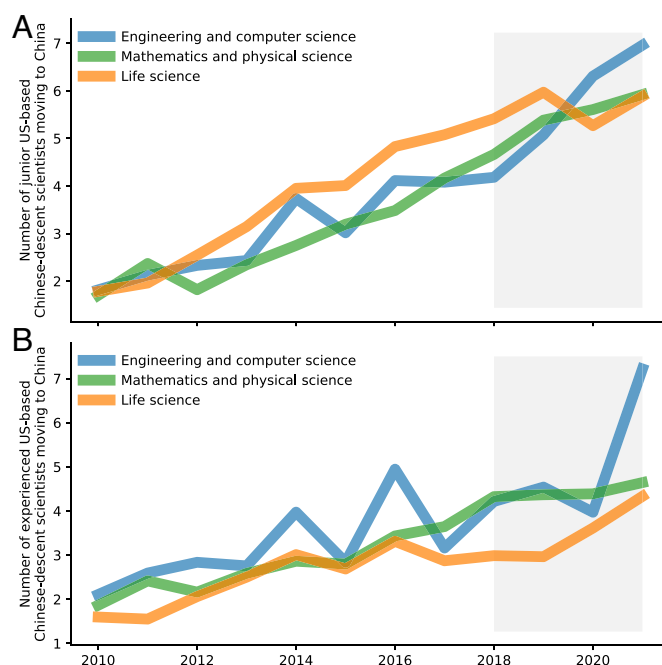 A
Number of junior US-based
Chinese-descent scientists moving to China
7
6
5
4
3
2
Engineering and computer science
Mathematics and physical science
Life science
B
Number of experienced US-based
Chinese-descent scientists moving to China
7
6
5
4
3
2
1
Engineering and computer science
Mathematics and physical science
Life science
2010 2012 2014 2016 2018 2020